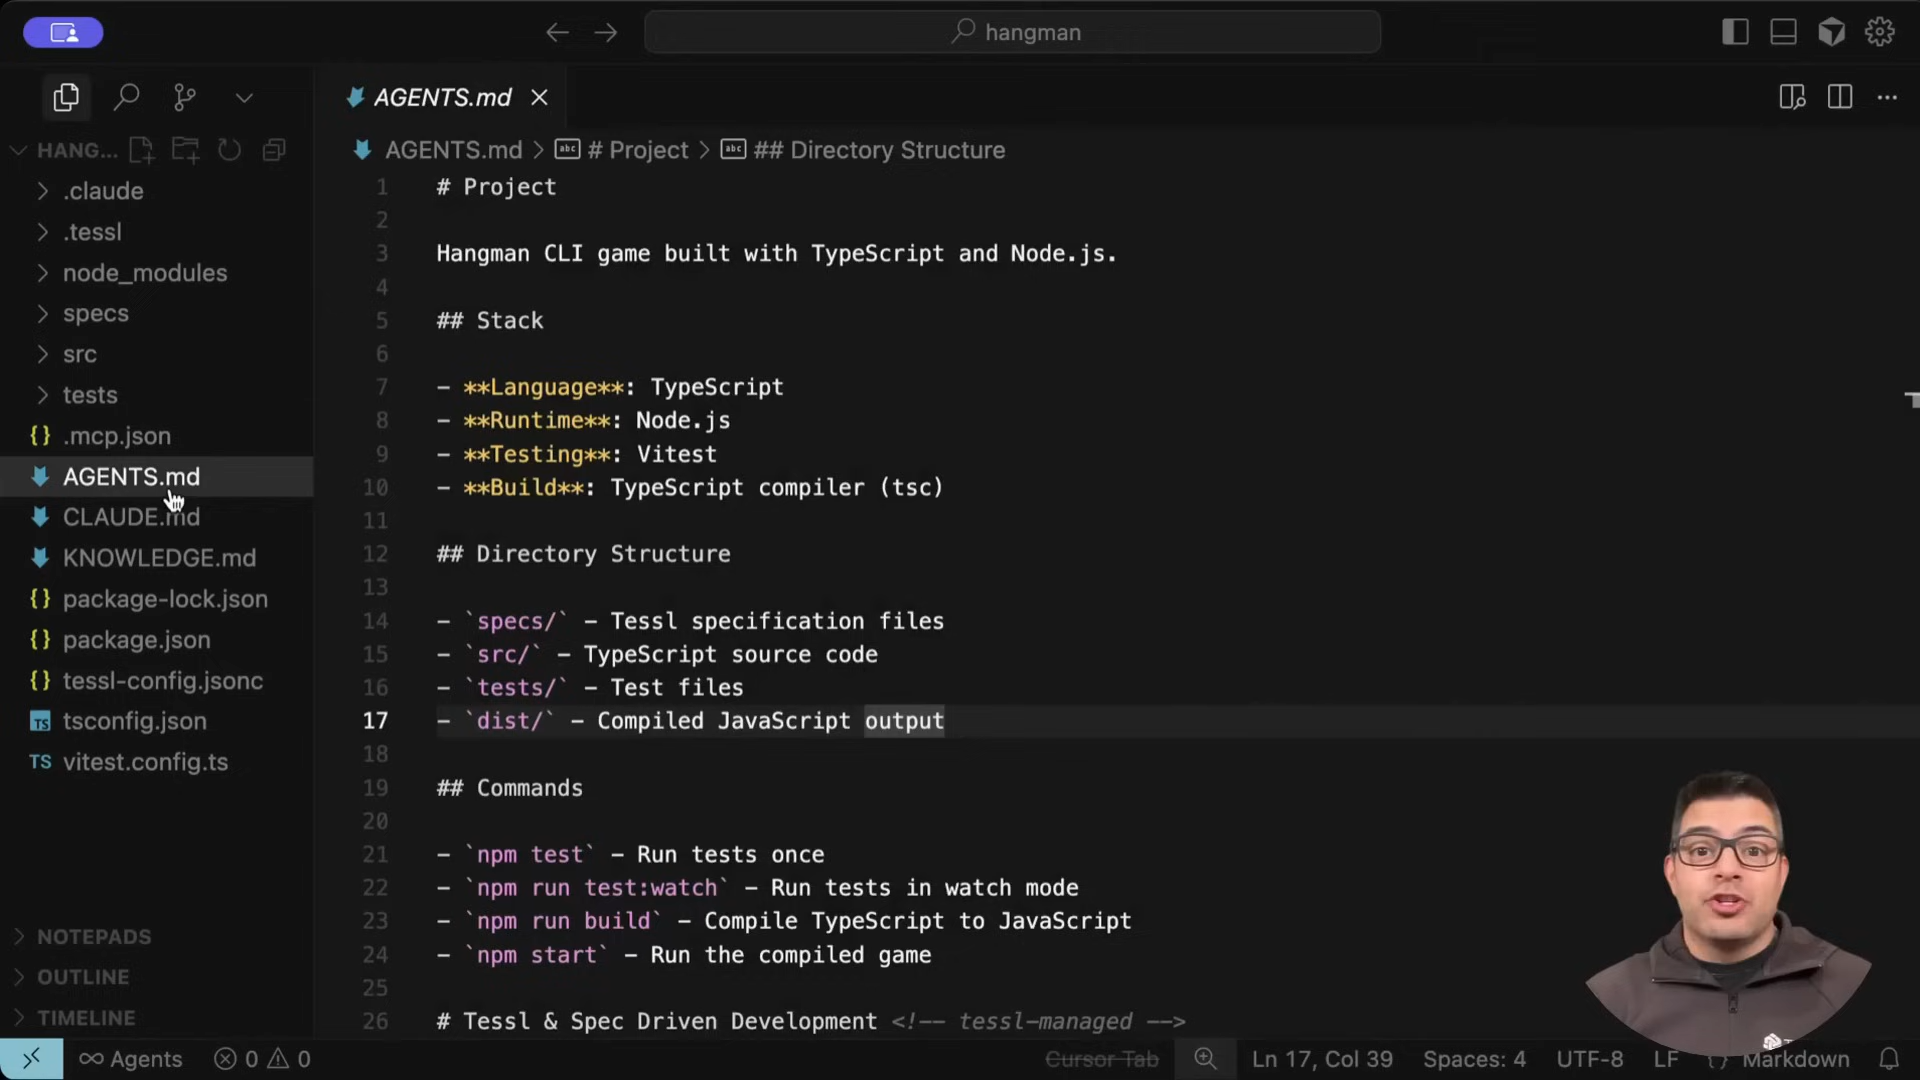 hangman
AGENTS.md
HANG...
AGENTS.md > # Project > ## Directory Structure
.claude
.tessl
node_modules
specs
src
tests
.mcp.json
AGENTS.md
CLAUDE.md
KNOWLEDGE.md
package-lock.json
package.json
tessl-config.jsonc
tsconfig.json
vitest.config.ts
NOTEPADS
OUTLINE
TIMELINE
1 # Project
2
3 Hangman CLI game built with TypeScript and Node.js.
4
5 ## Stack
6
7 - **Language**: TypeScript
8 - **Runtime**: Node.js
9 - **Testing**: Vitest
10 - **Build**: TypeScript compiler (tsc)
11
12 ## Directory Structure
13
14 - `specs/` - Tessl specification files
15 - `src/` - TypeScript source code
16 - `tests/` - Test files
17 - `dist/` - Compiled JavaScript output
18
19 ## Commands
20
21 - `npm test` - Run tests once
22 - `npm run test:watch` - Run tests in watch mode
23 - `npm run build` - Compile TypeScript to JavaScript
24 - `npm start` - Run the compiled game
25
26 # Tessl & Spec Driven Development <!-- tessl-managed -->
Agents 0 0 Cursor Tab Ln 17, Col 39 Spaces: 4 UTF-8 LF Markdown